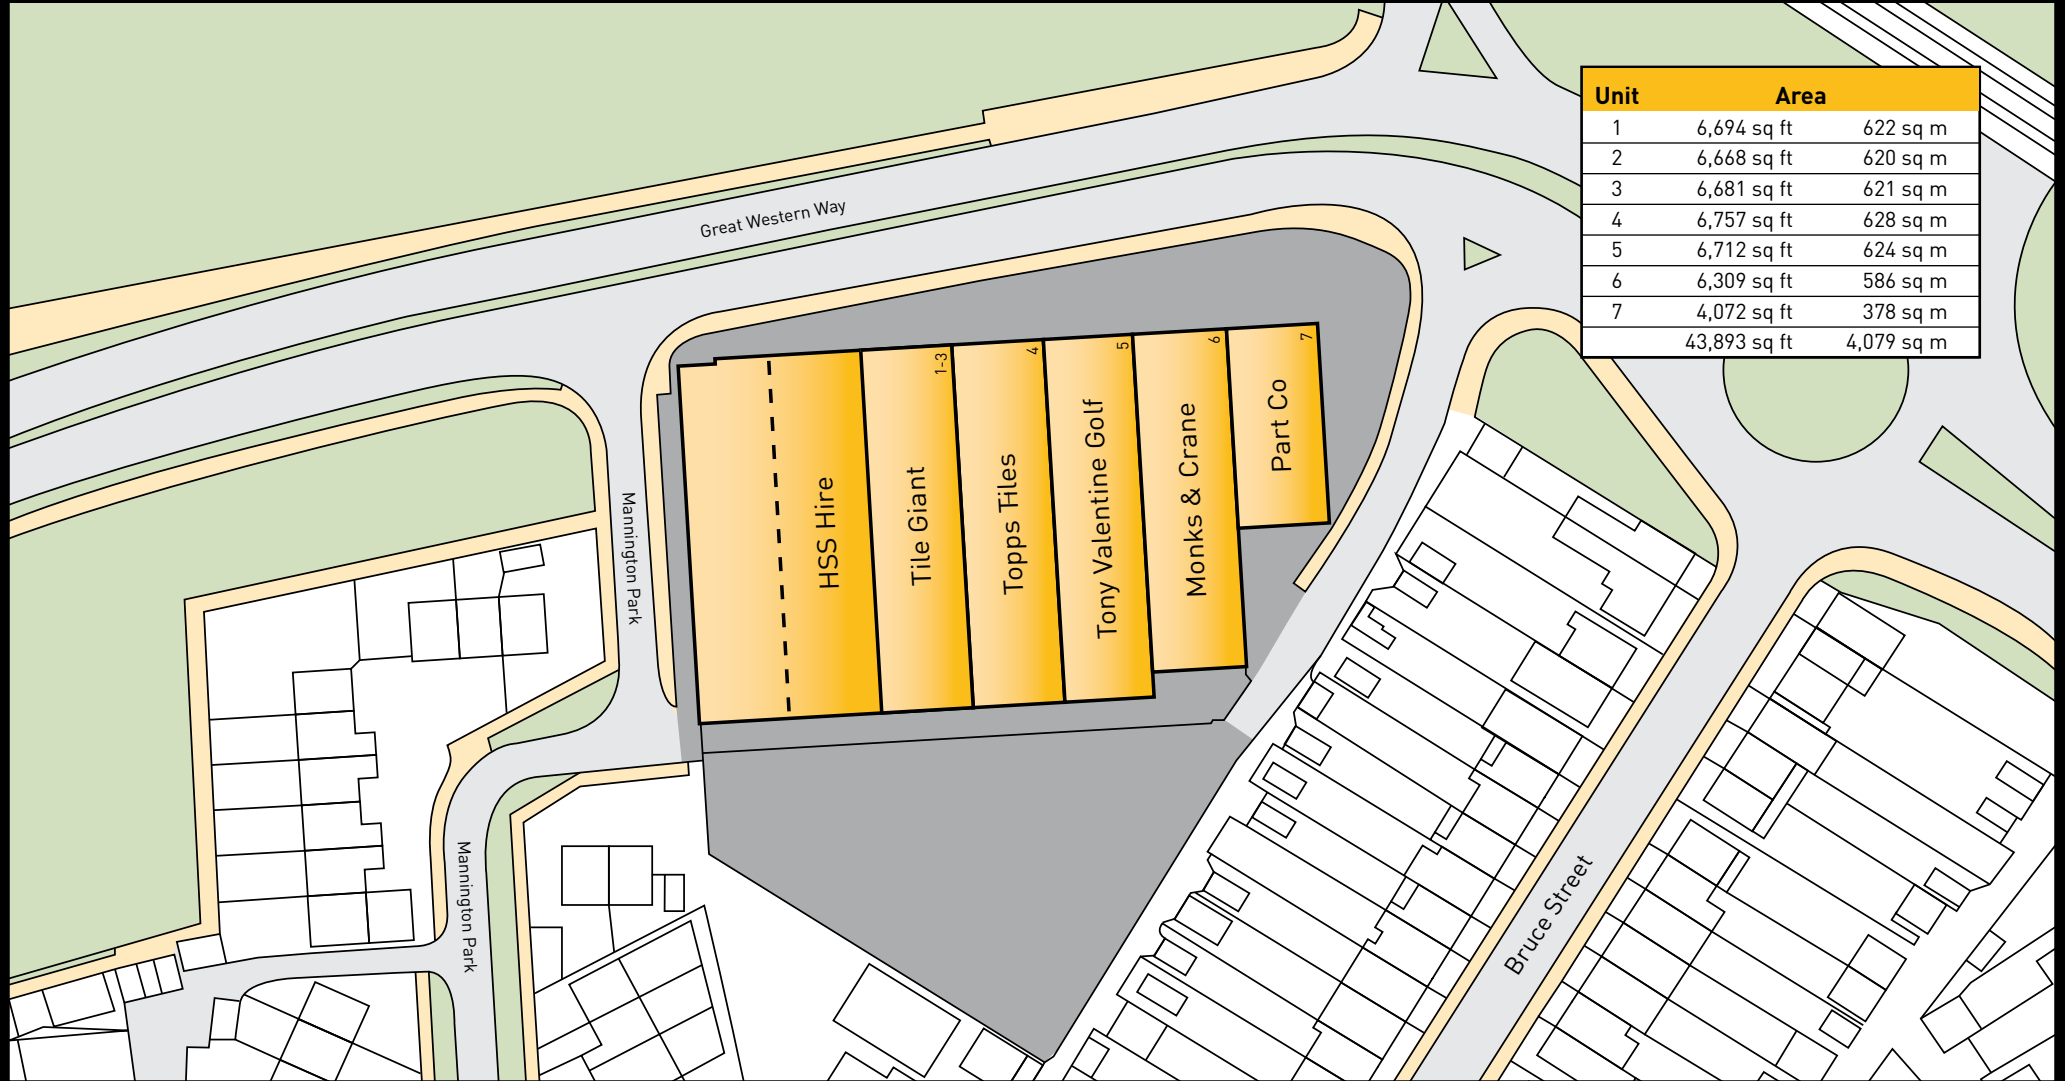 Unit Area
1 6,694 sq ft 622 sq m
2 6,668 sq ft 620 sq m
3 6,681 sq ft 621 sq m
4 6,757 sq ft 628 sq m
5 6,712 sq ft 624 sq m
6 6,309 sq ft 586 sq m
7 4,072 sq ft 378 sq m
43,893 sq ft 4,079 sq m
Great Western Way
Mannington Park
HSS Hire
1-3
Tile Giant
4
Topps Tiles
5
Tony Valentine Golf
6
Monks & Crane
7
Part Co
Mannington Park
Bruce Street